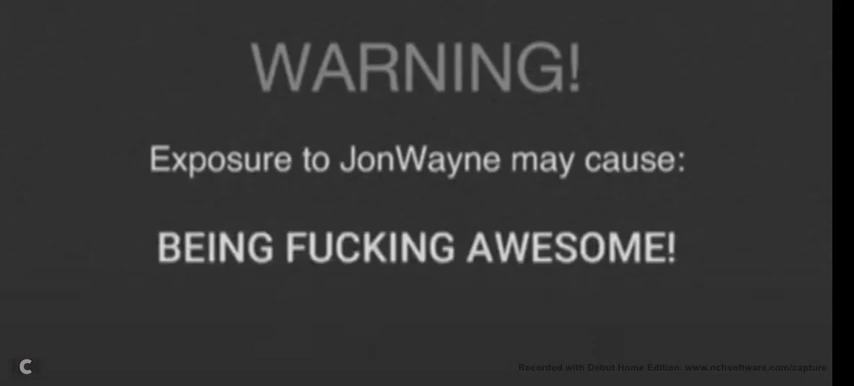 WARNING!
Exposure to JonWayne may cause:
BEING FUCKING AWESOME!
C
Recorded with Debut Home Edition: www.nchsoftware.com/capture